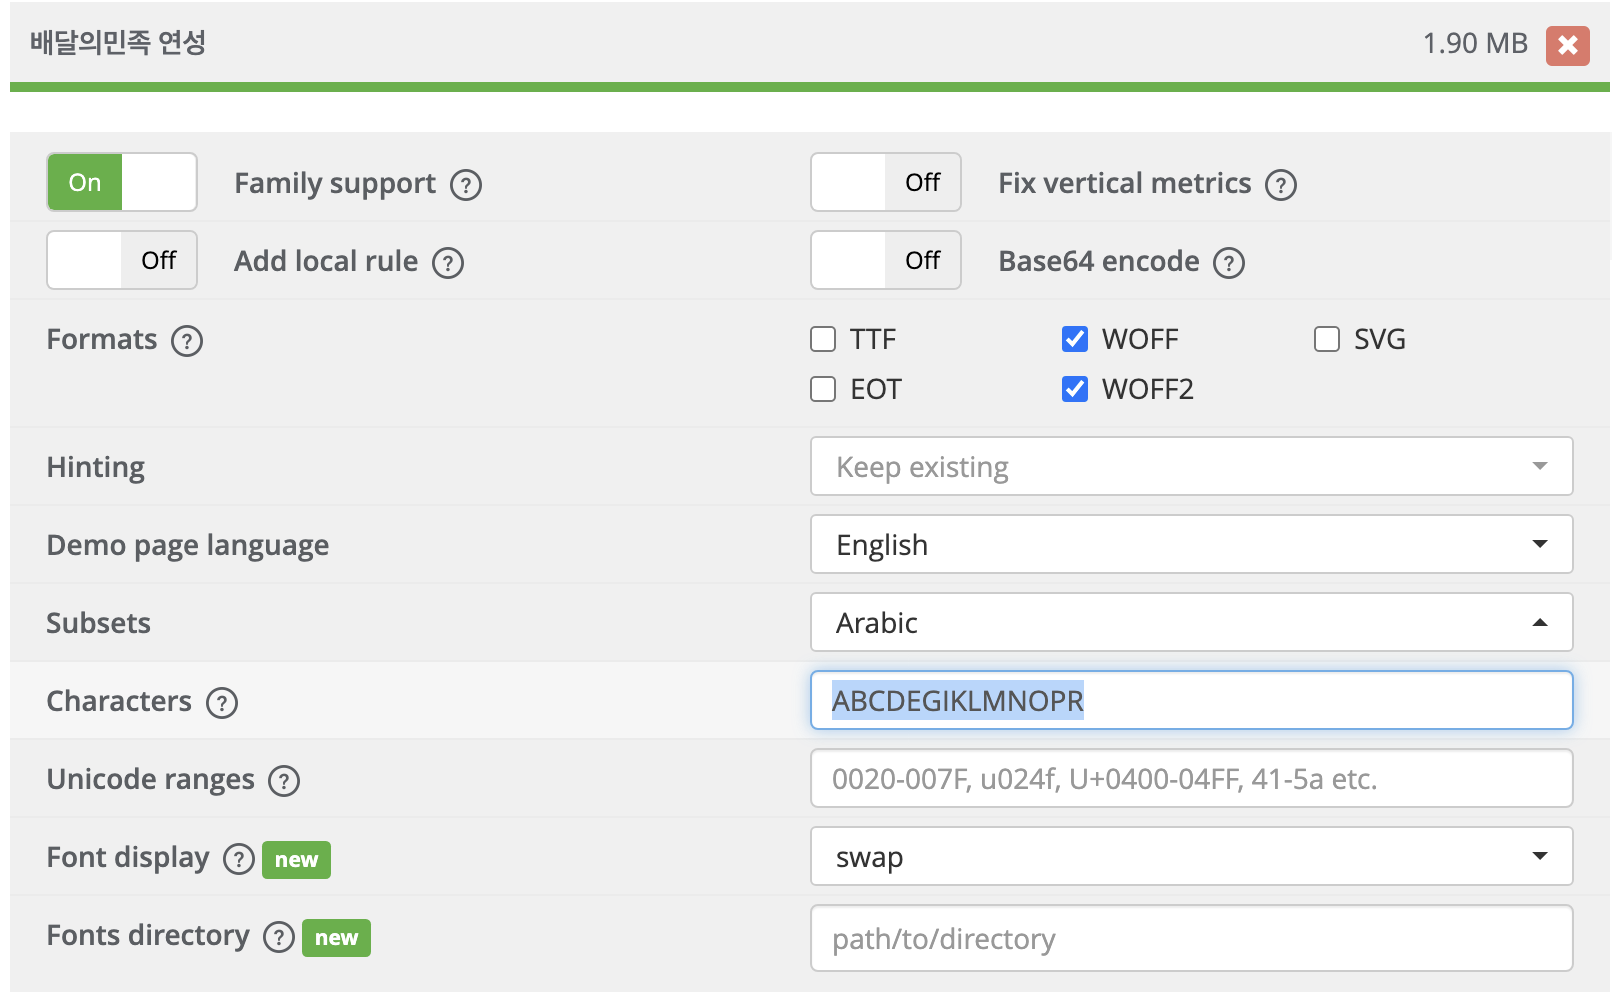 배달의민족 연성 1.90 MB
On Family support ? Off Fix vertical metrics ?
Off Add local rule ? Off Base64 encode ?
Formats ? TTF WOFF SVG
EOT WOFF2
Hinting Keep existing
Demo page language English
Subsets Arabic
Characters ? ABCDEGIKLMNOPR
Unicode ranges ? 0020-007F, u024f, U+0400-04FF, 41-5a etc.
Font display ? new swap
Fonts directory ? new path/to/directory